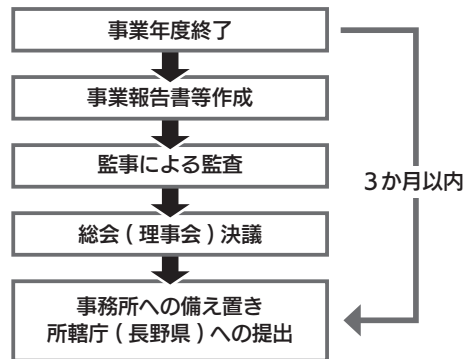 事業年度終了
事業報告書等作成
監事による監査
総会 ( 理事会 ) 決議
事務所への備え置き
所轄庁 ( 長野県 ) への提出
3か月以内